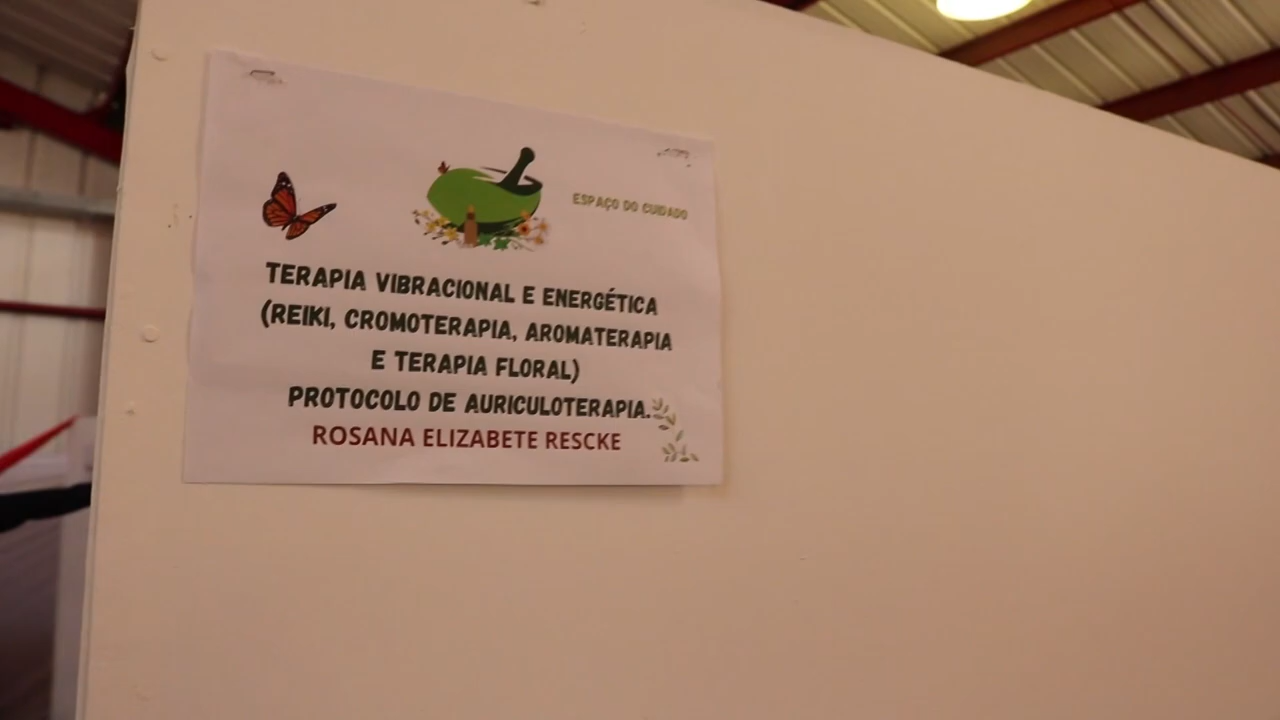 ESPAÇO DO CUIDADO
TERAPIA VIBRACIONAL E ENERGÉTICA
(REIKI, CROMOTERAPIA, AROMATERAPIA
E TERAPIA FLORAL)
PROTOCOLO DE AURICULOTERAPIA.
ROSANA ELIZABETE RESCKE